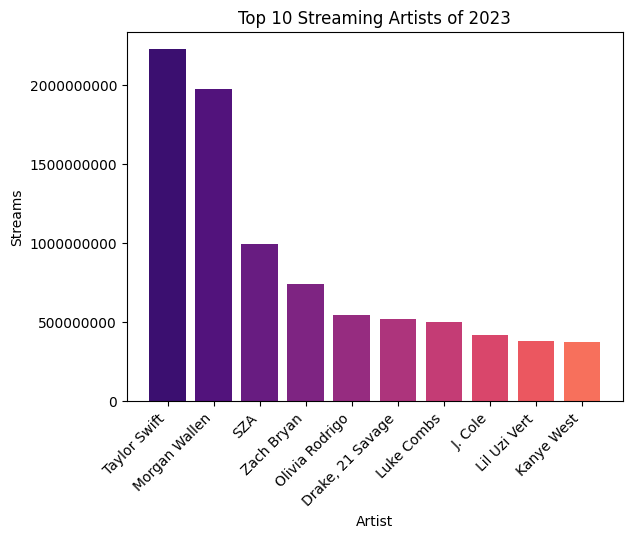 Top 10 Streaming Artists of 2023
Streams
2000000000
1500000000
1000000000
500000000
0
Taylor Swift
Morgan Wallen
SZA
Zach Bryan
Olivia Rodrigo
Drake, 21 Savage
Luke Combs
J. Cole
Lil Uzi Vert
Kanye West
Artist